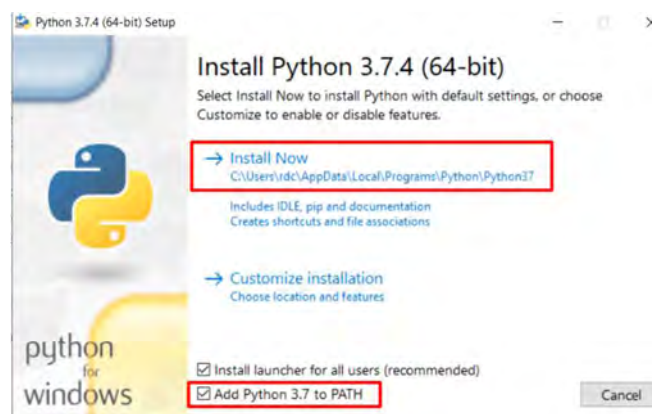 Python 3.7.4 (64-bit) Setup
Install Python 3.7.4 (64-bit)
Select Install Now to install Python with default settings, or choose
Customize to enable or disable features.
→ Install Now
C:\Users\rdc\AppData\Local\Programs\Python\Python37
Includes IDLE, pip and documentation
Creates shortcuts and file associations
→ Customize installation
Choose location and features
python
for
windows
Install launcher for all users (recommended)
Add Python 3.7 to PATH
Cancel